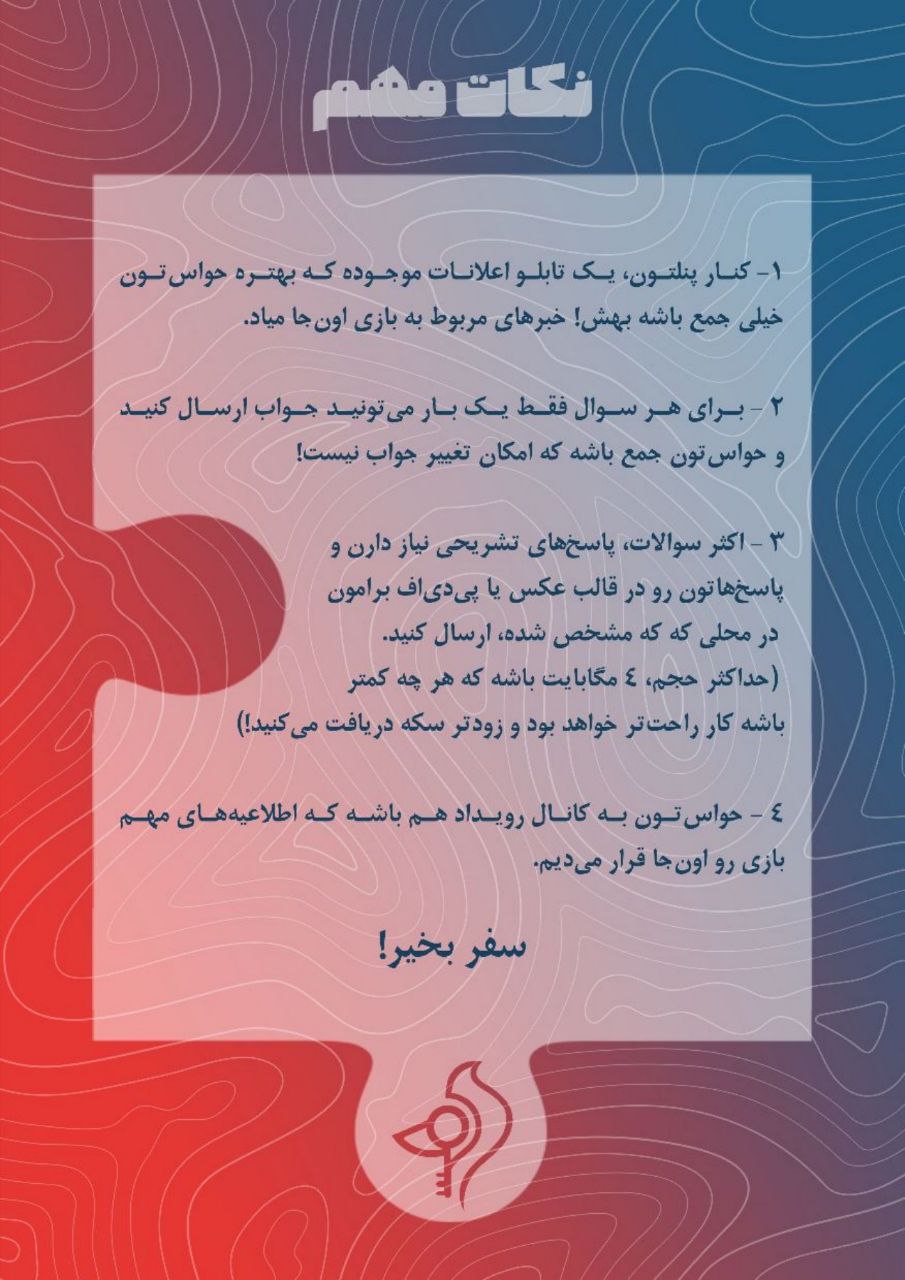 نکات مهم
۱- کنار پنلتون، یک تابلو اعلانات موجوده که بهتره حواس‌تون
خیلی جمع باشه بهش! خبرهای مربوط به بازی اون‌جا میاد.
۲ - برای هر سوال فقط یک بار می‌تونید جواب ارسال کنید
و حواس‌تون جمع باشه که امکان تغییر جواب نیست!
۳ - اکثر سوالات، پاسخ‌های تشریحی نیاز دارن و
پاسخ‌هاتون رو در قالب عکس یا پی‌دی‌اف برامون
در محلی که که مشخص شده، ارسال کنید.
(حداکثر حجم، ٤ مگابایت باشه که هر چه کمتر
باشه کار راحت‌تر خواهد بود و زودتر سکه دریافت می‌کنید!)
٤ - حواس‌تون به کانال رویداد هم باشه که اطلاعیه‌های مهم
بازی رو اون‌جا قرار می‌دیم.
سفر بخیر!